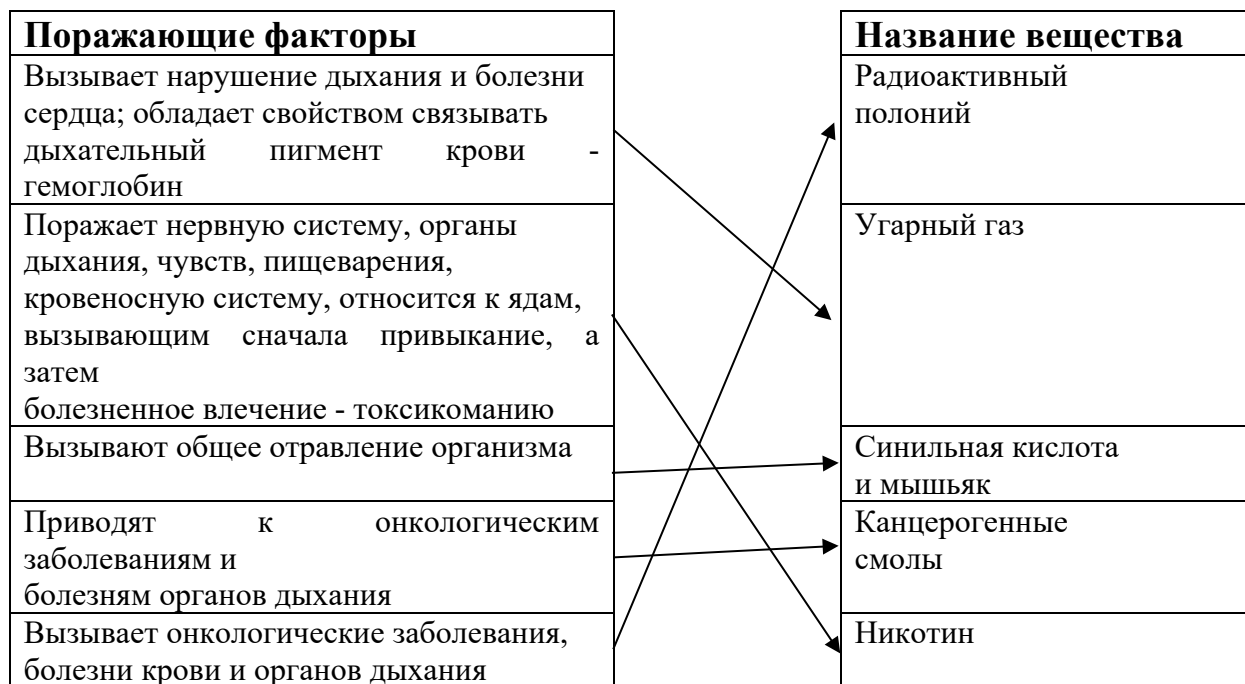 Поражающие факторы
Вызывает нарушение дыхания и болезни
сердца; обладает свойством связывать
дыхательный пигмент крови -
гемоглобин
Поражает нервную систему, органы
дыхания, чувств, пищеварения,
кровеносную систему, относится к ядам,
вызывающим сначала привыкание, а
затем
болезненное влечение - токсикоманию
Вызывают общее отравление организма
Приводят к онкологическим
заболеваниям и
болезням органов дыхания
Вызывает онкологические заболевания,
болезни крови и органов дыхания
Название вещества
Радиоактивный
полоний
Угарный газ
Синильная кислота
и мышьяк
Канцерогенные
смолы
Никотин